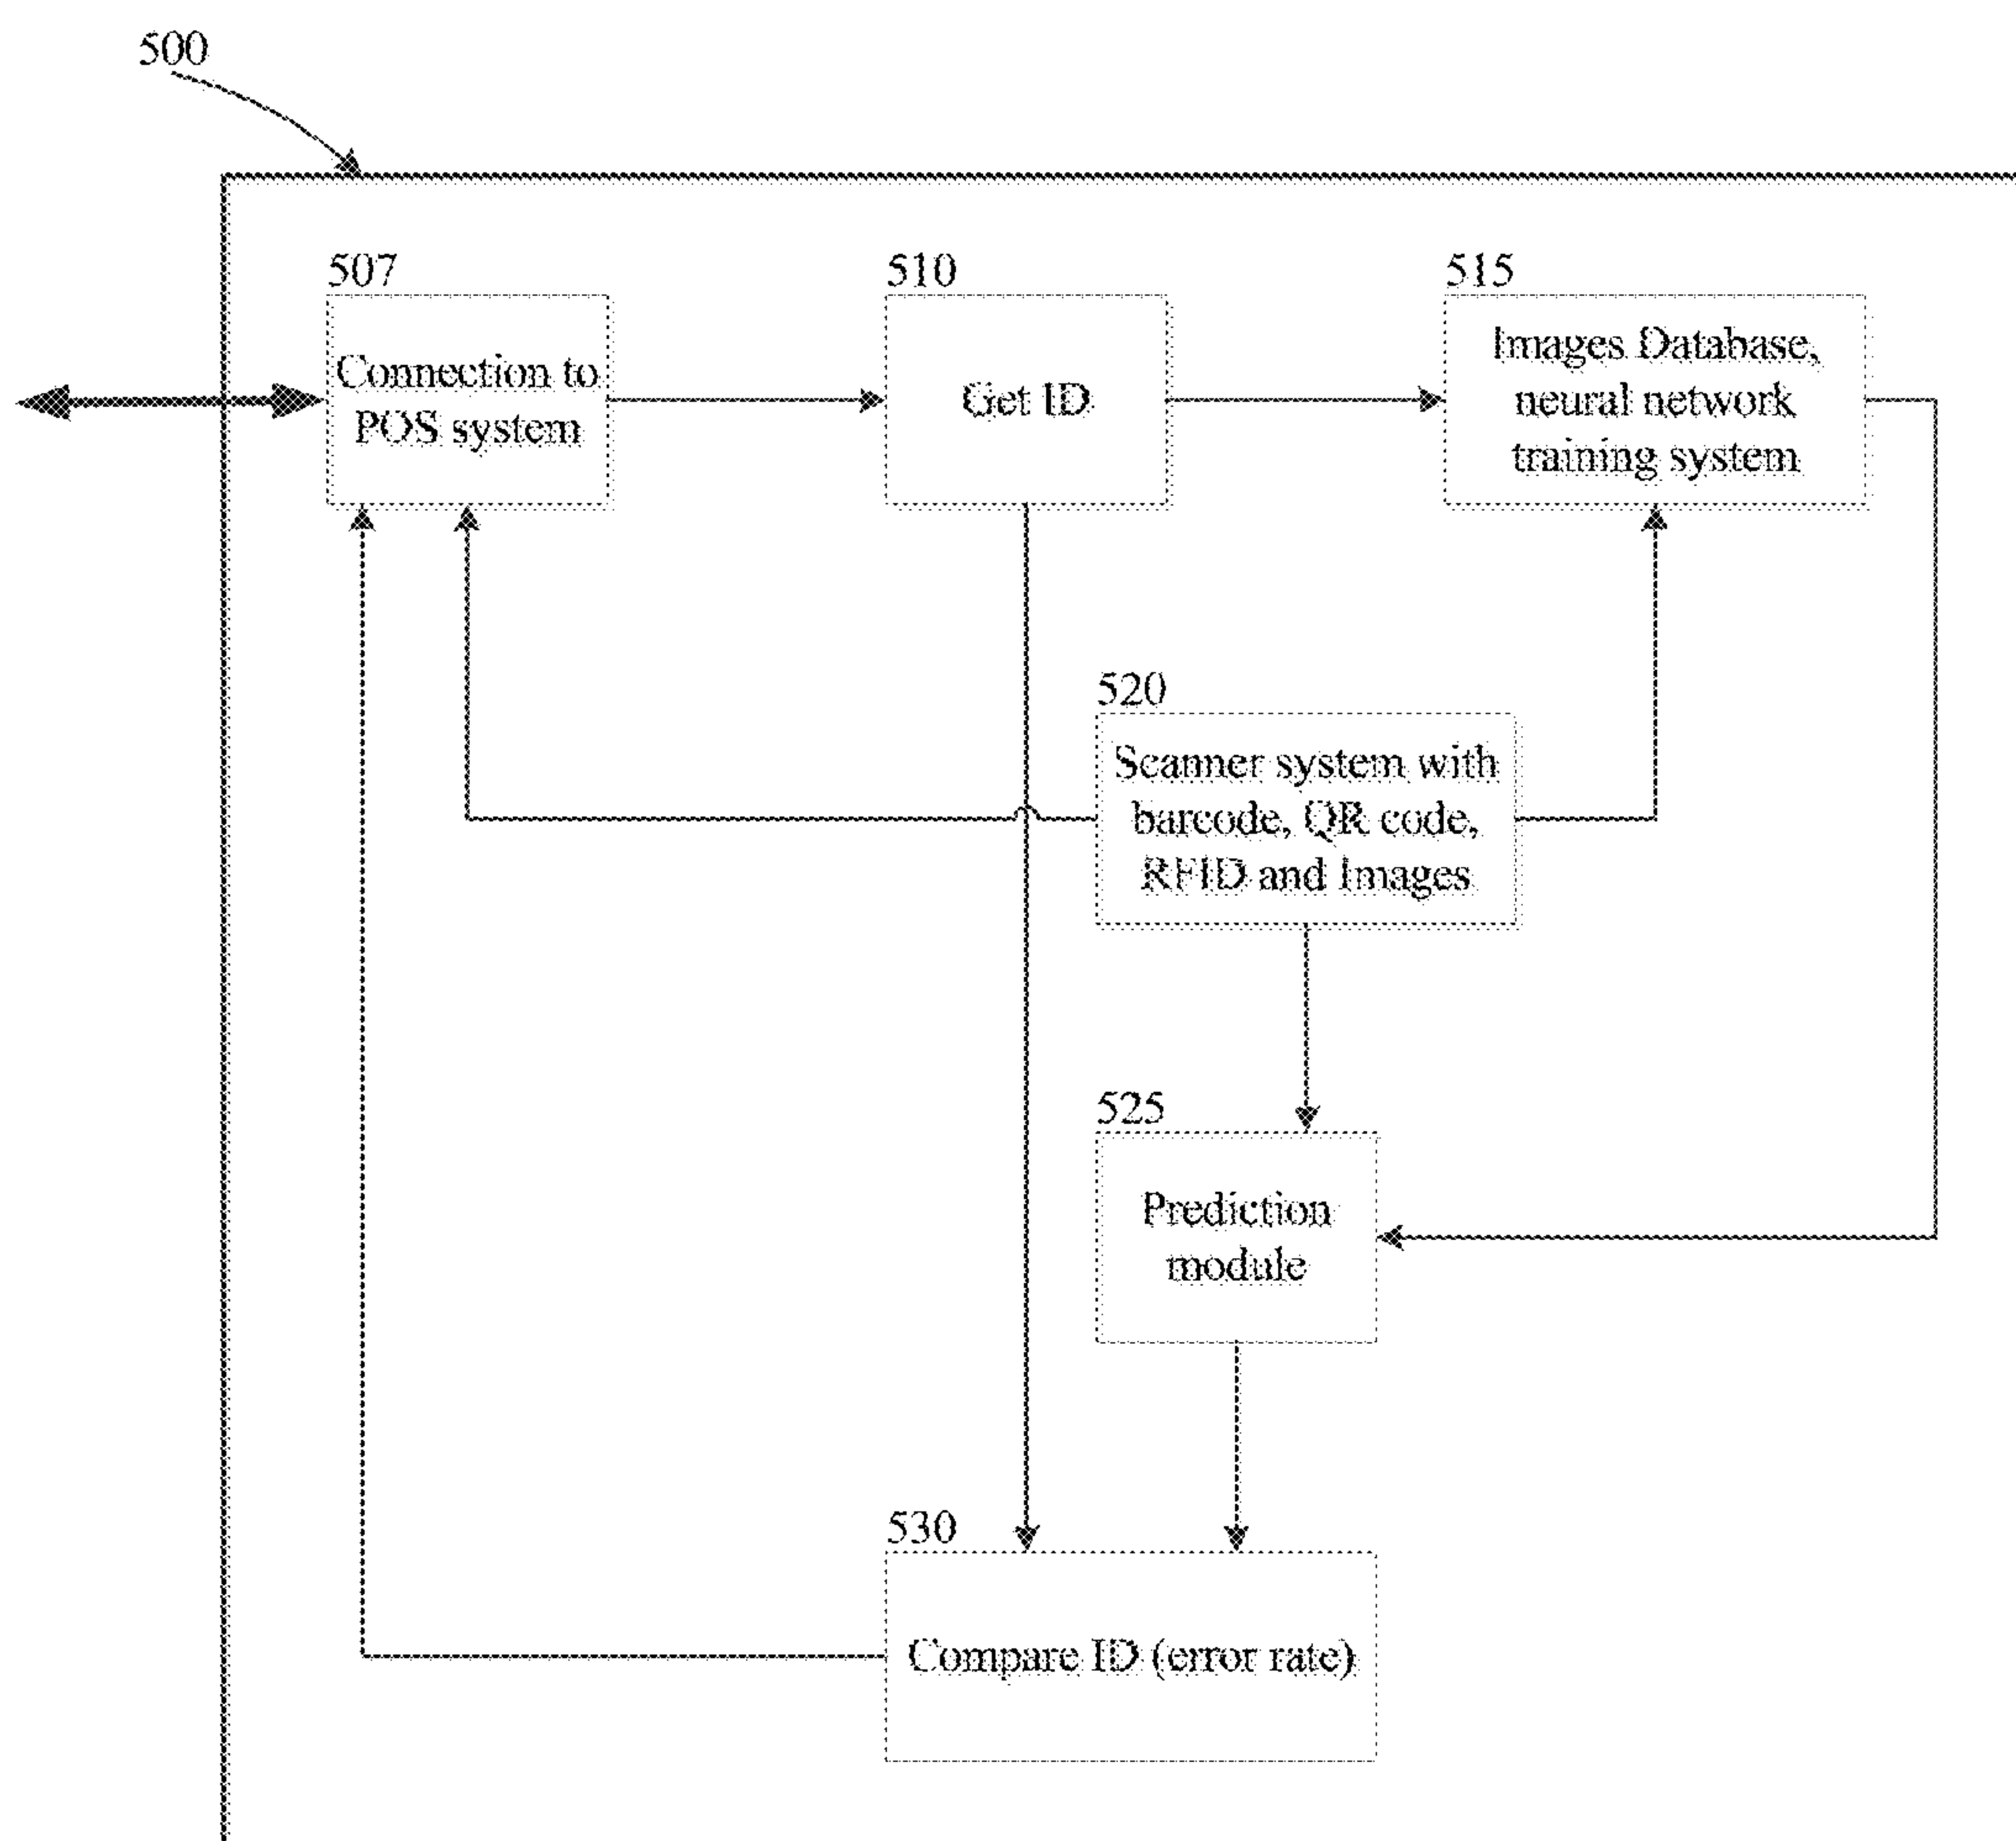 500
507
Connection to
POS system
510
Get ID
515
Images Database,
neural network
training system
520
Scanner system with
barcode, QR code,
RFID and Images
525
Prediction
module
530
Compare ID (error rate)